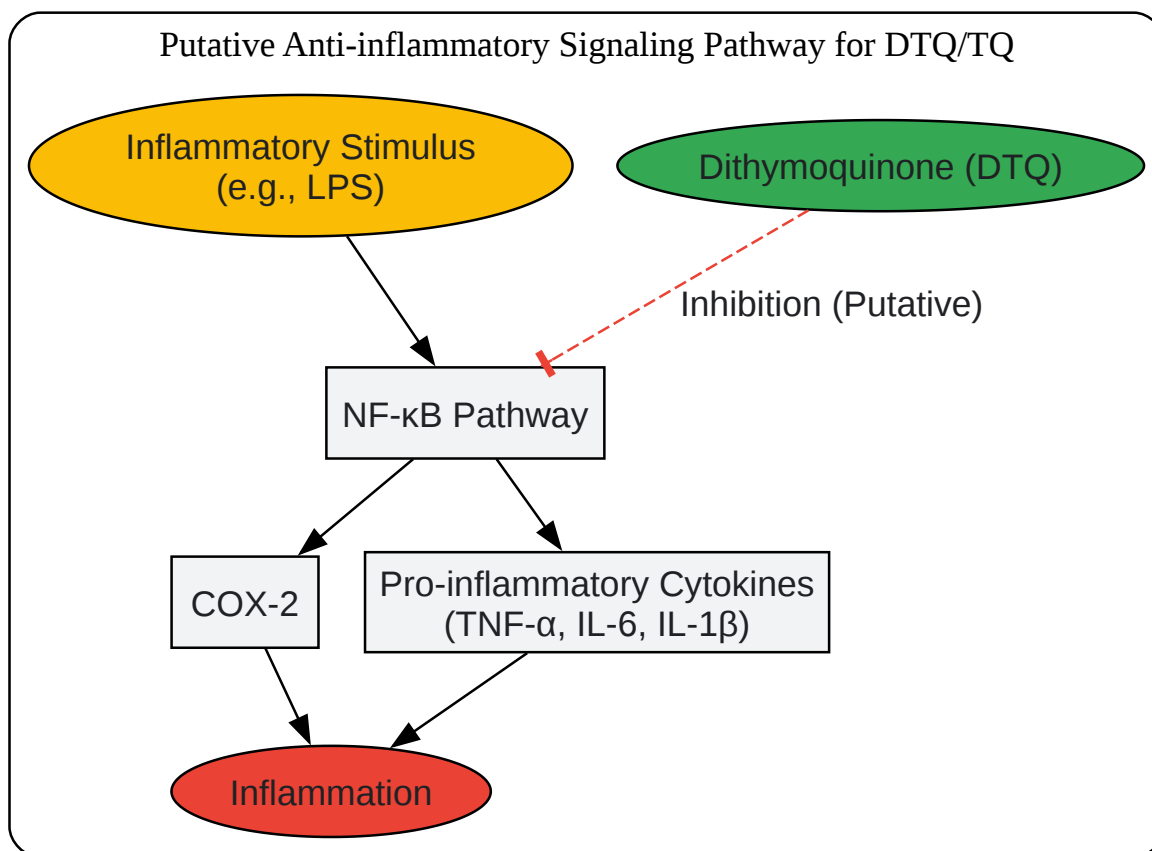 Putative Anti-inflammatory Signaling Pathway for DTQ/TQ
Inflammatory Stimulus
(e.g., LPS)
Dithymoquinone (DTQ)
Inhibition (Putative)
NF-κB Pathway
COX-2
Pro-inflammatory Cytokines
(TNF-α, IL-6, IL-1β)
Inflammation